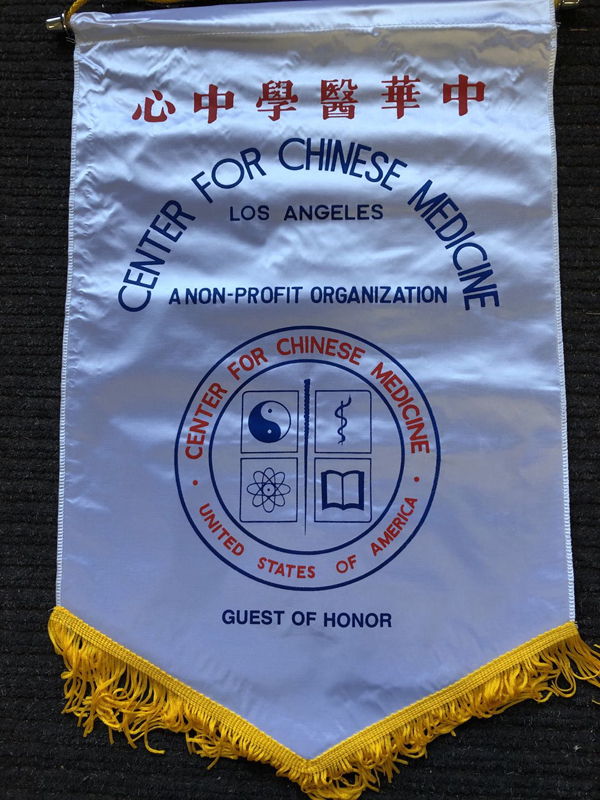 中華醫學中心
CENTER FOR CHINESE MEDICINE
LOS ANGELES
A NON-PROFIT ORGANIZATION
CENTER FOR CHINESE MEDICINE
• UNITED STATES OF AMERICA •
GUEST OF HONOR